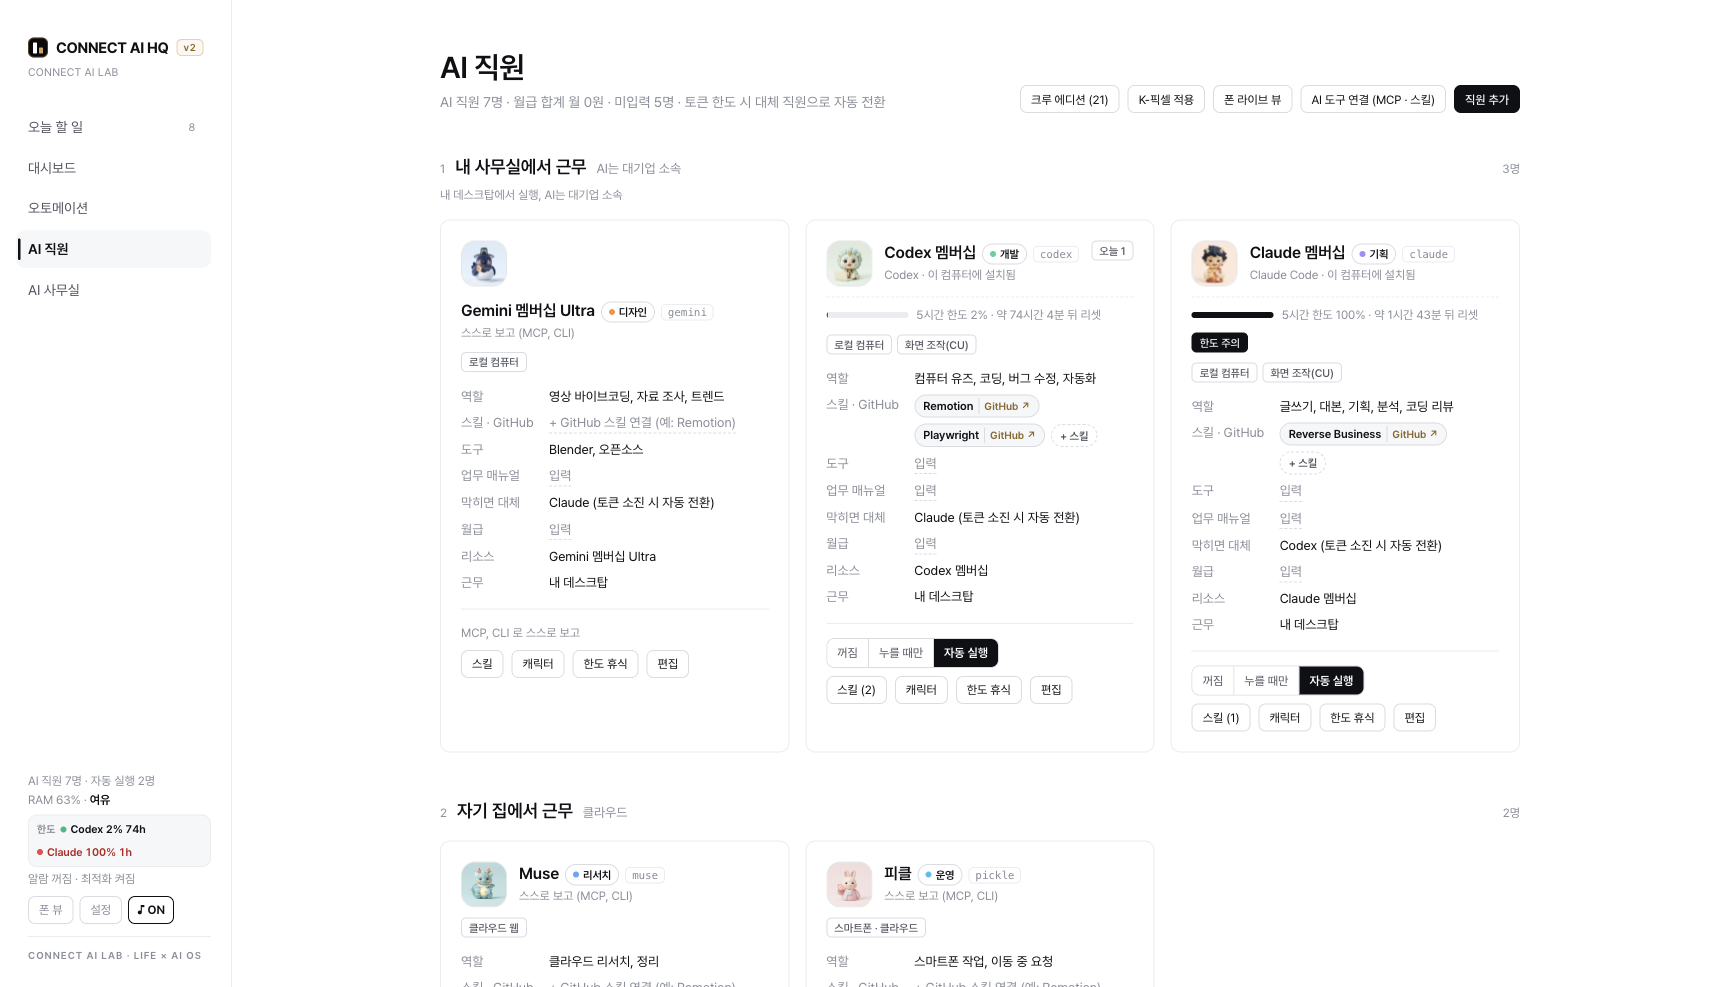 CONNECT AI HQ v2
CONNECT AI LAB
오늘 할 일 8
대시보드
오토메이션
AI 직원
AI 사무실
AI 직원 7명 · 자동 실행 2명
RAM 63% · 여유
한도 Codex 2% 74h
Claude 100% 1h
알람 꺼짐 · 최적화 켜짐
폰 뷰 설정 ♪ ON
CONNECT AI LAB · LIFE × AI OS
AI 직원
AI 직원 7명 · 월급 합계 월 0원 · 미입력 5명 · 토큰 한도 시 대체 직원으로 자동 전환
크루 에디션 (21) K-픽셀 적용 폰 라이브 뷰 AI 도구 연결 (MCP · 스킬) 직원 추가
1 내 사무실에서 근무 AI는 대기업 소속 3명
내 데스크탑에서 실행, AI는 대기업 소속
Gemini 멤버십 Ultra 디자인 gemini
스스로 보고 (MCP, CLI)
로컬 컴퓨터
역할 영상 바이브코딩, 자료 조사, 트렌드
스킬 · GitHub + GitHub 스킬 연결 (예: Remotion)
도구 Blender, 오픈소스
업무 매뉴얼 입력
막히면 대체 Claude (토큰 소진 시 자동 전환)
월급 입력
리소스 Gemini 멤버십 Ultra
근무 내 데스크탑
MCP, CLI 로 스스로 보고
스킬 캐릭터 한도 휴식 편집
Codex 멤버십 개발 codex 오늘 1
Codex · 이 컴퓨터에 설치됨
5시간 한도 2% · 약 74시간 4분 뒤 리셋
로컬 컴퓨터 화면 조작(CU)
역할 컴퓨터 유즈, 코딩, 버그 수정, 자동화
스킬 · GitHub Remotion GitHub ↗
Playwright GitHub ↗ + 스킬
도구 입력
업무 매뉴얼 입력
막히면 대체 Claude (토큰 소진 시 자동 전환)
월급 입력
리소스 Codex 멤버십
근무 내 데스크탑
꺼짐 누를 때만 자동 실행
스킬 (2) 캐릭터 한도 휴식 편집
Claude 멤버십 기획 claude
Claude Code · 이 컴퓨터에 설치됨
5시간 한도 100% · 약 1시간 43분 뒤 리셋
한도 주의
로컬 컴퓨터 화면 조작(CU)
역할 글쓰기, 대본, 기획, 분석, 코딩 리뷰
스킬 · GitHub Reverse Business GitHub ↗
+ 스킬
도구 입력
업무 매뉴얼 입력
막히면 대체 Codex (토큰 소진 시 자동 전환)
월급 입력
리소스 Claude 멤버십
근무 내 데스크탑
꺼짐 누를 때만 자동 실행
스킬 (1) 캐릭터 한도 휴식 편집
2 자기 집에서 근무 클라우드 2명
Muse 리서치 muse
스스로 보고 (MCP, CLI)
클라우드 웹
역할 클라우드 리서치, 정리
스킬 · GitHub + GitHub 스킬 연결 (예: Remotion)
피클 운영 pickle
스스로 보고 (MCP, CLI)
스마트폰 · 클라우드
역할 스마트폰 작업, 이동 중 요청
스킬 · GitHub + GitHub 스킬 연결 (예: Remotion)